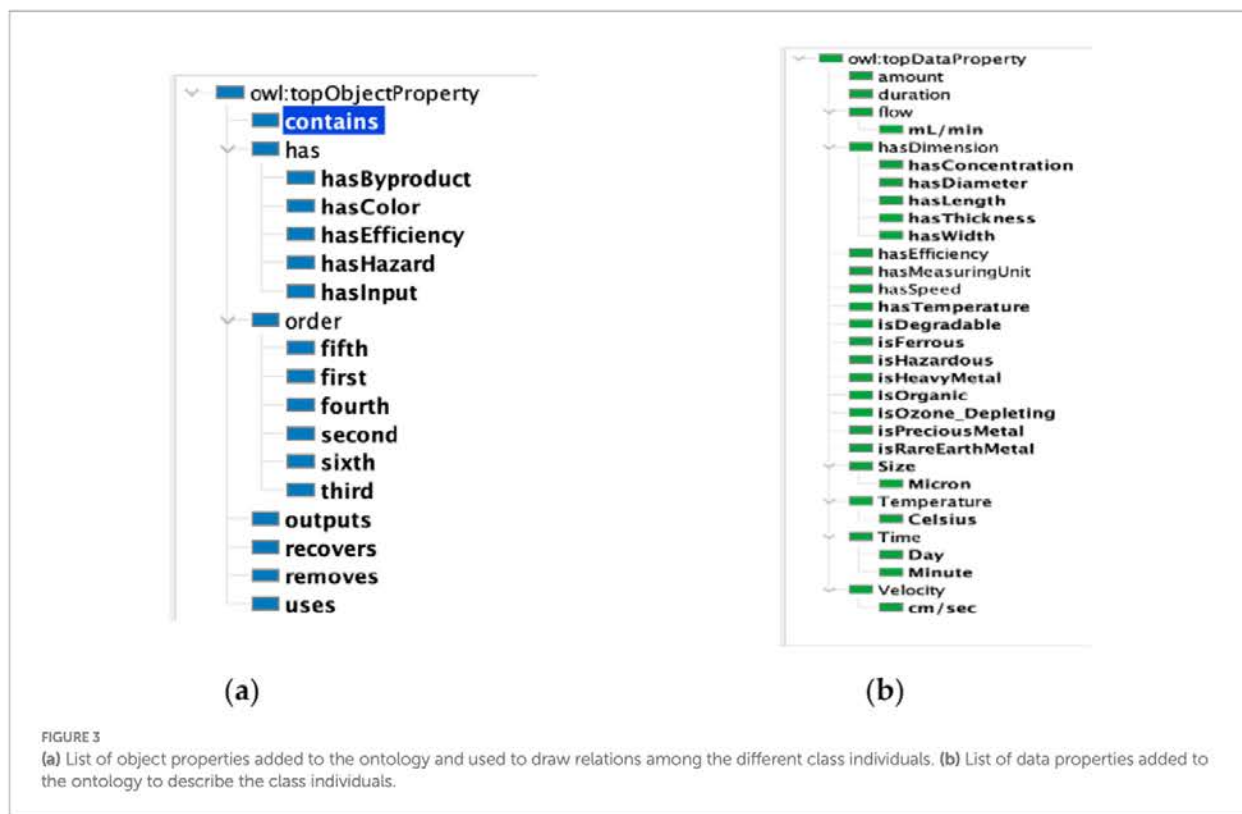 owl:topObjectProperty
contains
has
hasByproduct
hasColor
hasEfficiency
hasHazard
hasInput
order
fifth
first
fourth
second
sixth
third
outputs
recovers
removes
uses
(a)
owl:topDataProperty
amount
duration
flow
mL/min
hasDimension
hasConcentration
hasDiameter
hasLength
hasThickness
hasWidth
hasEfficiency
hasMeasuringUnit
hasSpeed
hasTemperature
isDegradable
isFerrous
isHazardous
isHeavyMetal
isOrganic
isOzone_Depleting
isPreciousMetal
isRareEarthMetal
Size
Micron
Temperature
Celsius
Time
Day
Minute
Velocity
cm/sec
(b)
FIGURE 3
(a) List of object properties added to the ontology and used to draw relations among the different class individuals. (b) List of data properties added to
the ontology to describe the class individuals.